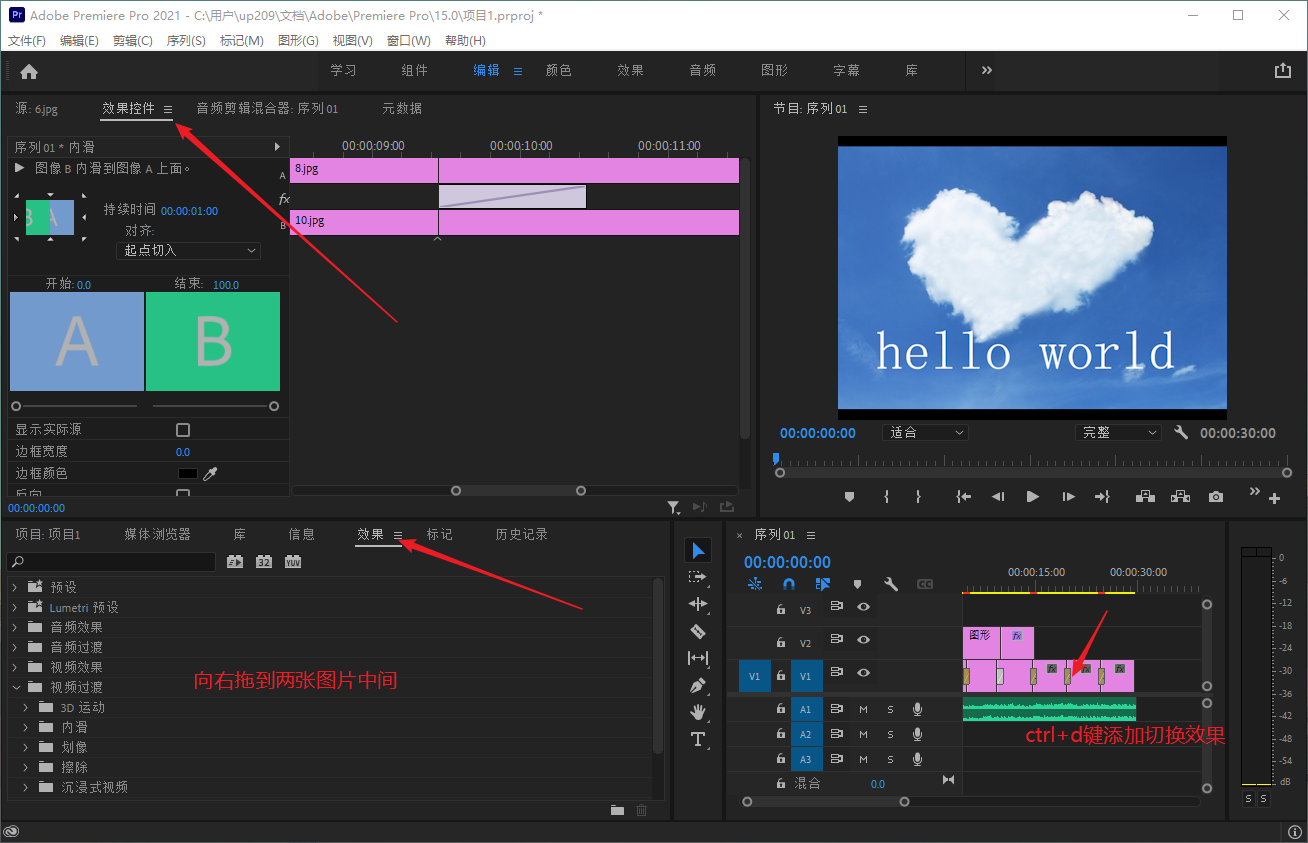 Pr Adobe Premiere Pro 2021 - C:\用户\up209\文档\Adobe\Premiere Pro\15.0\项目1.prproj *
文件(F) 编辑(E) 剪辑(C) 序列(S) 标记(M) 图形(G) 视图(V) 窗口(W) 帮助(H)
学习 组件 编辑 颜色 效果 音频 图形 字幕 库
源: 6.jpg 效果控件 音频剪辑混合器: 序列 01 元数据
序列 01 * 内滑
图像 B 内滑到图像 A 上面。
持续时间 00:00:01:00
对齐:
起点切入
开始: 0.0 结束: 100.0
A B
显示实际源
边框宽度 0.0
边框颜色
反向
00:00:00:00
00:00:09:00 00:00:10:00 00:00:11:00
A 8.jpg
fx
B 10.jpg
节目: 序列 01
hello world
00:00:00:00 适合 完整 00:00:30:00
项目: 项目1 媒体浏览器 库 信息 效果 标记 历史记录
32 YUV
预设
Lumetri 预设
音频效果
音频过渡
视频效果
视频过渡
3D 运动
内滑
划像
擦除
沉浸式视频
向右拖到两张图片中间
T
× 序列 01
00:00:00:00
00:00:15:00 00:00:30:00
V3
V2 图形 fx
V1 V1 fx fx fx
A1 M S
A2 M S
A3 M S
混合 0.0
ctrl+d键添加切换效果
0
-6
-12
-18
-24
-30
-36
-42
-48
-54
dB
S S